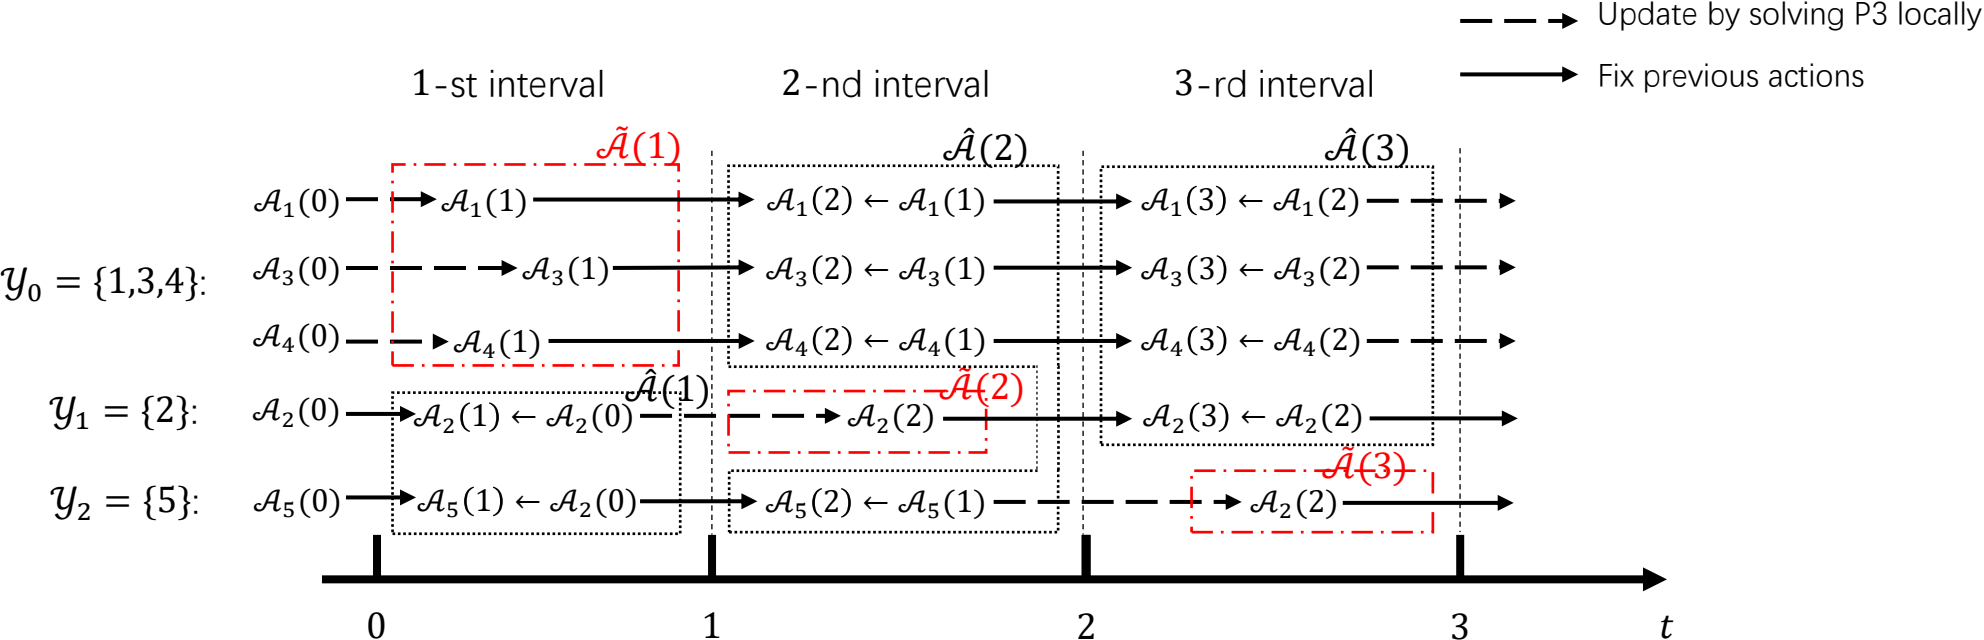 Update by solving P3 locally
Fix previous actions
1-st interval 2-nd interval 3-rd interval
𝒜̃(1) 𝒜̂(2) 𝒜̂(3)
𝒜₁(0) 𝒜₁(1) 𝒜₁(2) ← 𝒜₁(1) 𝒜₁(3) ← 𝒜₁(2)
𝒴₀ = {1,3,4}: 𝒜₃(0) 𝒜₃(1) 𝒜₃(2) ← 𝒜₃(1) 𝒜₃(3) ← 𝒜₃(2)
𝒜₄(0) 𝒜₄(1) 𝒜₄(2) ← 𝒜₄(1) 𝒜₄(3) ← 𝒜₄(2)
𝒜̂(1) 𝒜̃(2)
𝒴₁ = {2}: 𝒜₂(0) 𝒜₂(1) ← 𝒜₂(0) 𝒜₂(2) 𝒜₂(3) ← 𝒜₂(2)
𝒜̃(3)
𝒴₂ = {5}: 𝒜₅(0) 𝒜₅(1) ← 𝒜₂(0) 𝒜₅(2) ← 𝒜₅(1) 𝒜₂(2)
0 1 2 3 t